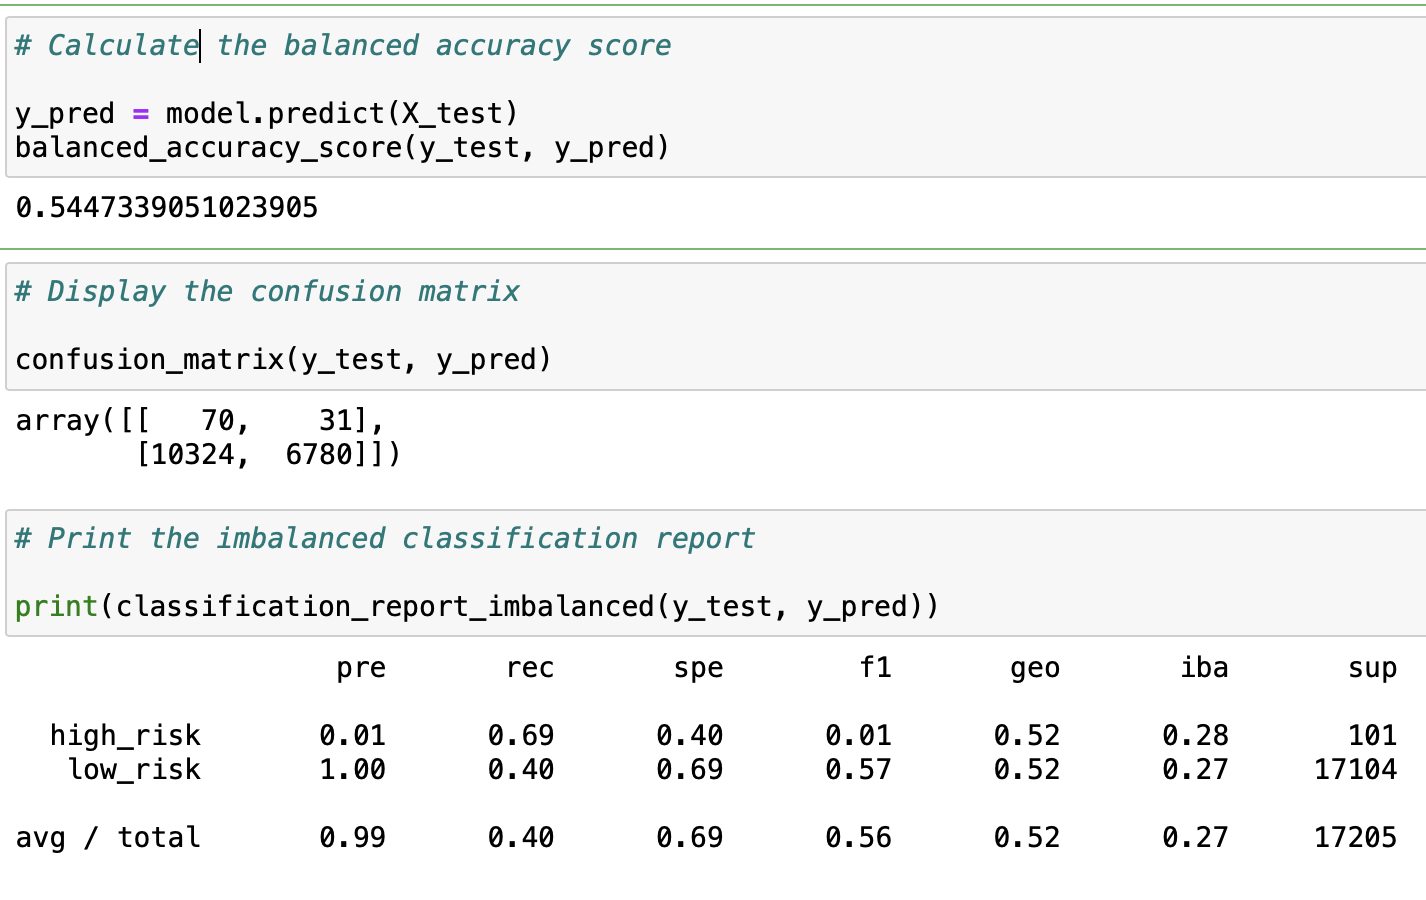 # Calculate the balanced accuracy score
y_pred = model.predict(X_test)
balanced_accuracy_score(y_test, y_pred)
0.5447339051023905
# Display the confusion matrix
confusion_matrix(y_test, y_pred)
array([[   70,    31],
       [10324,  6780]])
# Print the imbalanced classification report
print(classification_report_imbalanced(y_test, y_pred))
pre rec spe f1 geo iba sup
high_risk 0.01 0.69 0.40 0.01 0.52 0.28 101
low_risk 1.00 0.40 0.69 0.57 0.52 0.27 17104
avg / total 0.99 0.40 0.69 0.56 0.52 0.27 17205